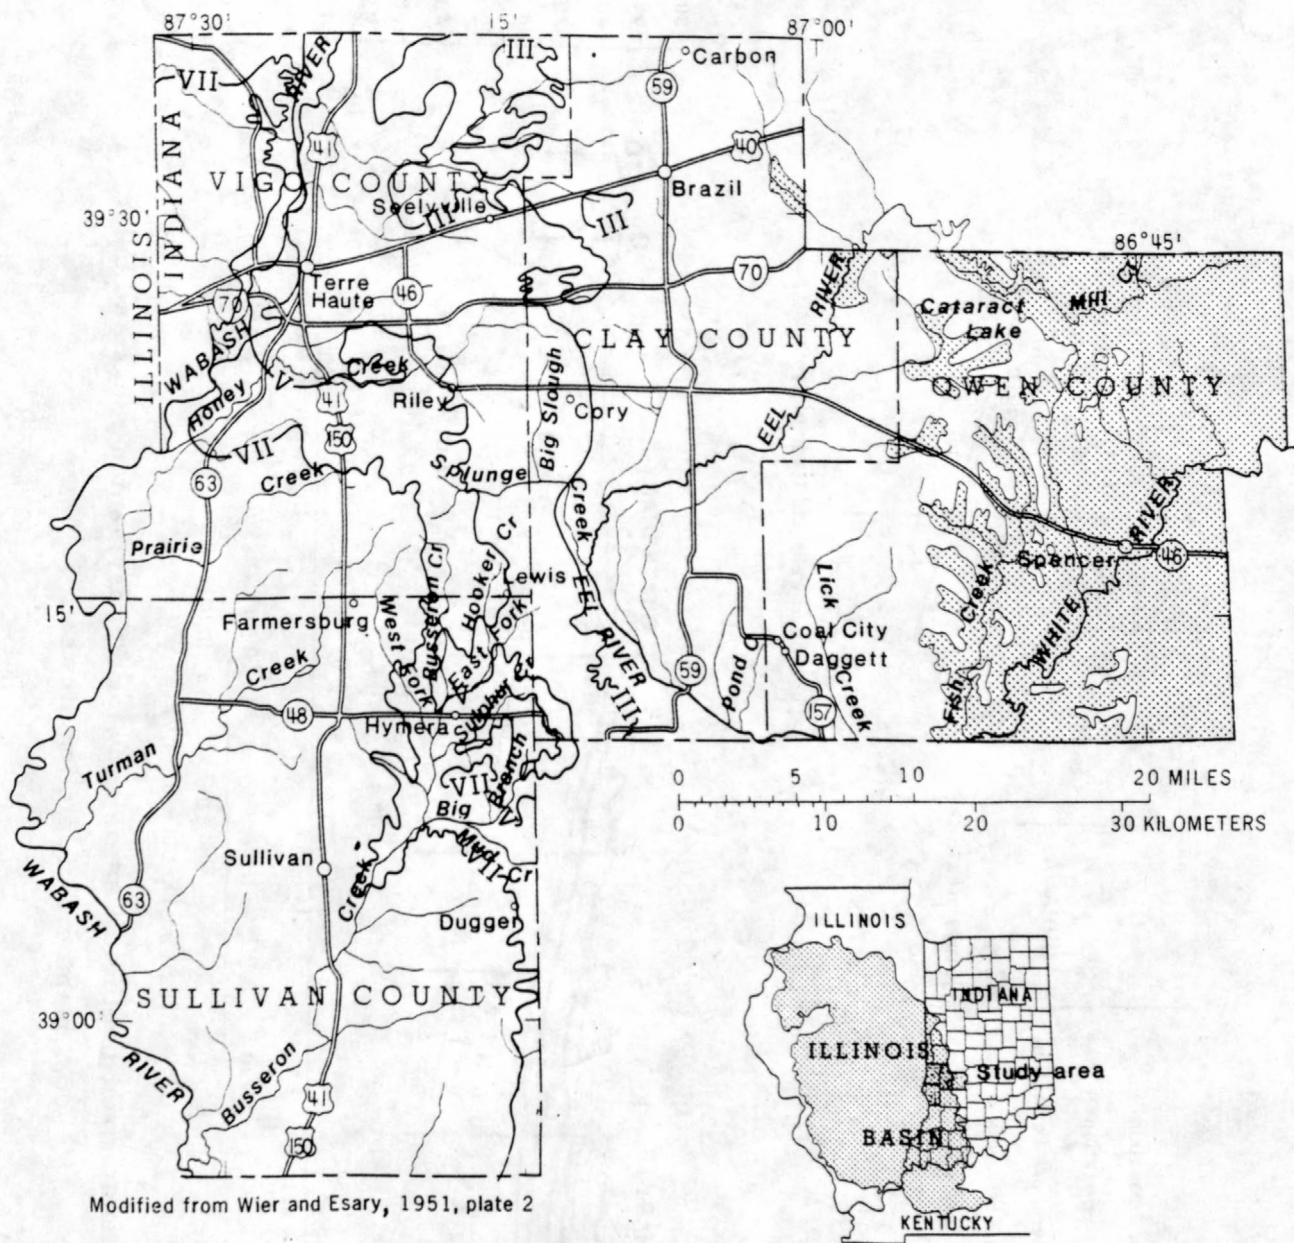 87°30'
15'
87°00'
VII
RIVER
III
Carbon
59
INDIANA
41
40
VIGO COUNTY
Seelyville
III
III
Brazil
39°30'
ILLINOIS
86°45'
70
Terre
Haute
46
70
RIVER
Mill
Cr
Cataract
Lake
WABASH
CLAY COUNTY
Honey
V
Creek
41
Riley
Big Slough
Cory
OWEN COUNTY
150
VII
EEL
63
Creek
Splunge
Creek
Prairie
Busseron Cr
Hooker Cr
Lewis
RIVER
Spencer
46
15'
Farmersburg
West
Fork
East
Fork
EEL RIVER
Lick
Creek
Creek
WHITE
Coal City
Daggett
Creek
59
Pond Cr
157
Fish
III
48
Hymera
V
Sulphur
Turman
VII
Branch
V
Big
0 5 10 20 MILES
0 10 20 30 KILOMETERS
Sullivan
Creek
Mud
VII
Cr
WABASH
63
Dugger
SULLIVAN COUNTY
39°00'
RIVER
Busseron
41
150
ILLINOIS
INDIANA
ILLINOIS
Study area
BASIN
KENTUCKY
Modified from Wier and Esary, 1951, plate 2